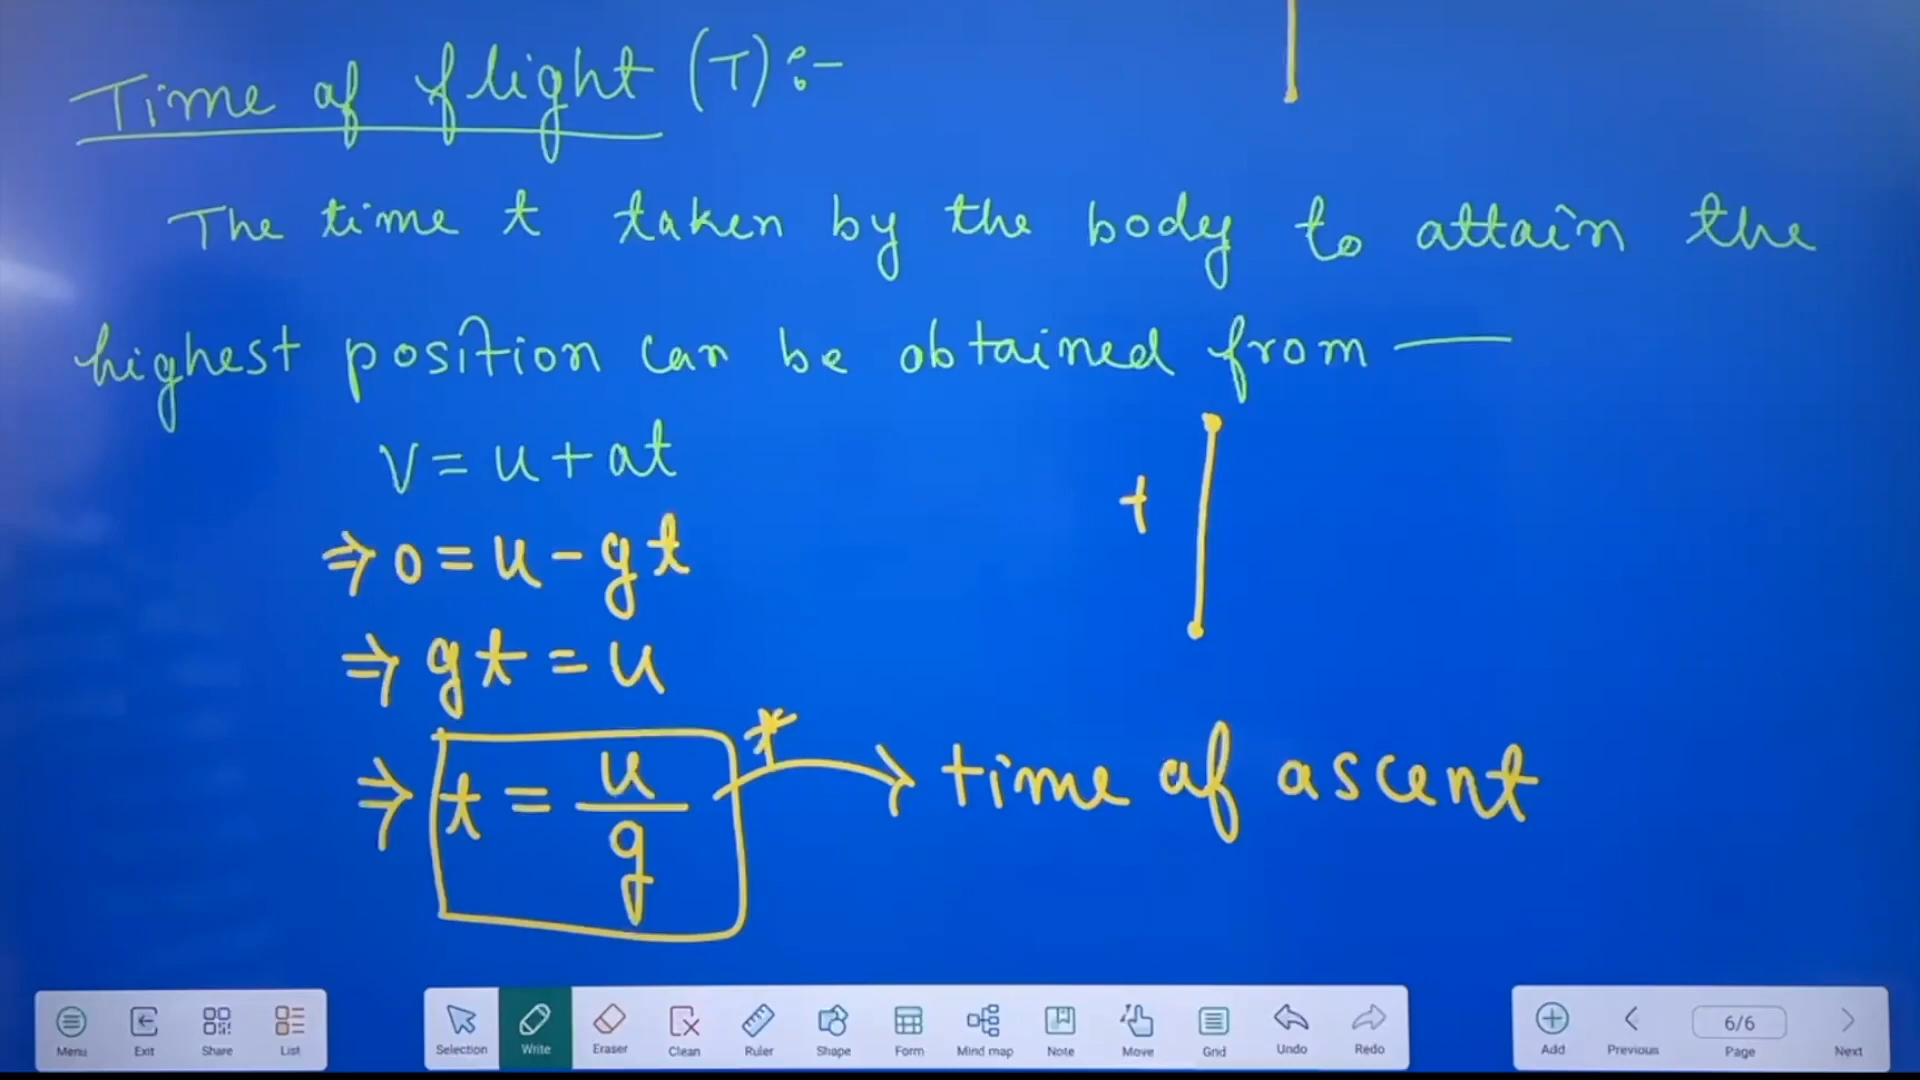 Time of flight (T):-
The time t taken by the body to attain the
highest position can be obtained from —
v = u + at
⇒ 0 = u - gt
t
⇒ gt = u
⇒ t = u/g * → time of ascent
Menu Exit Share List Selection Write Eraser Clean Ruler Shape Form Mind map Note Move Grid Undo Redo Add Previous 6/6 Page Next